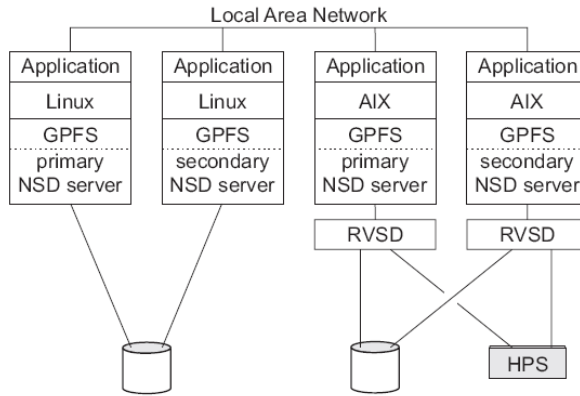 Local Area Network
Application
Linux
GPFS
primary
NSD server
Application
Linux
GPFS
secondary
NSD server
Application
AIX
GPFS
primary
NSD server
RVSD
Application
AIX
GPFS
secondary
NSD server
RVSD
HPS